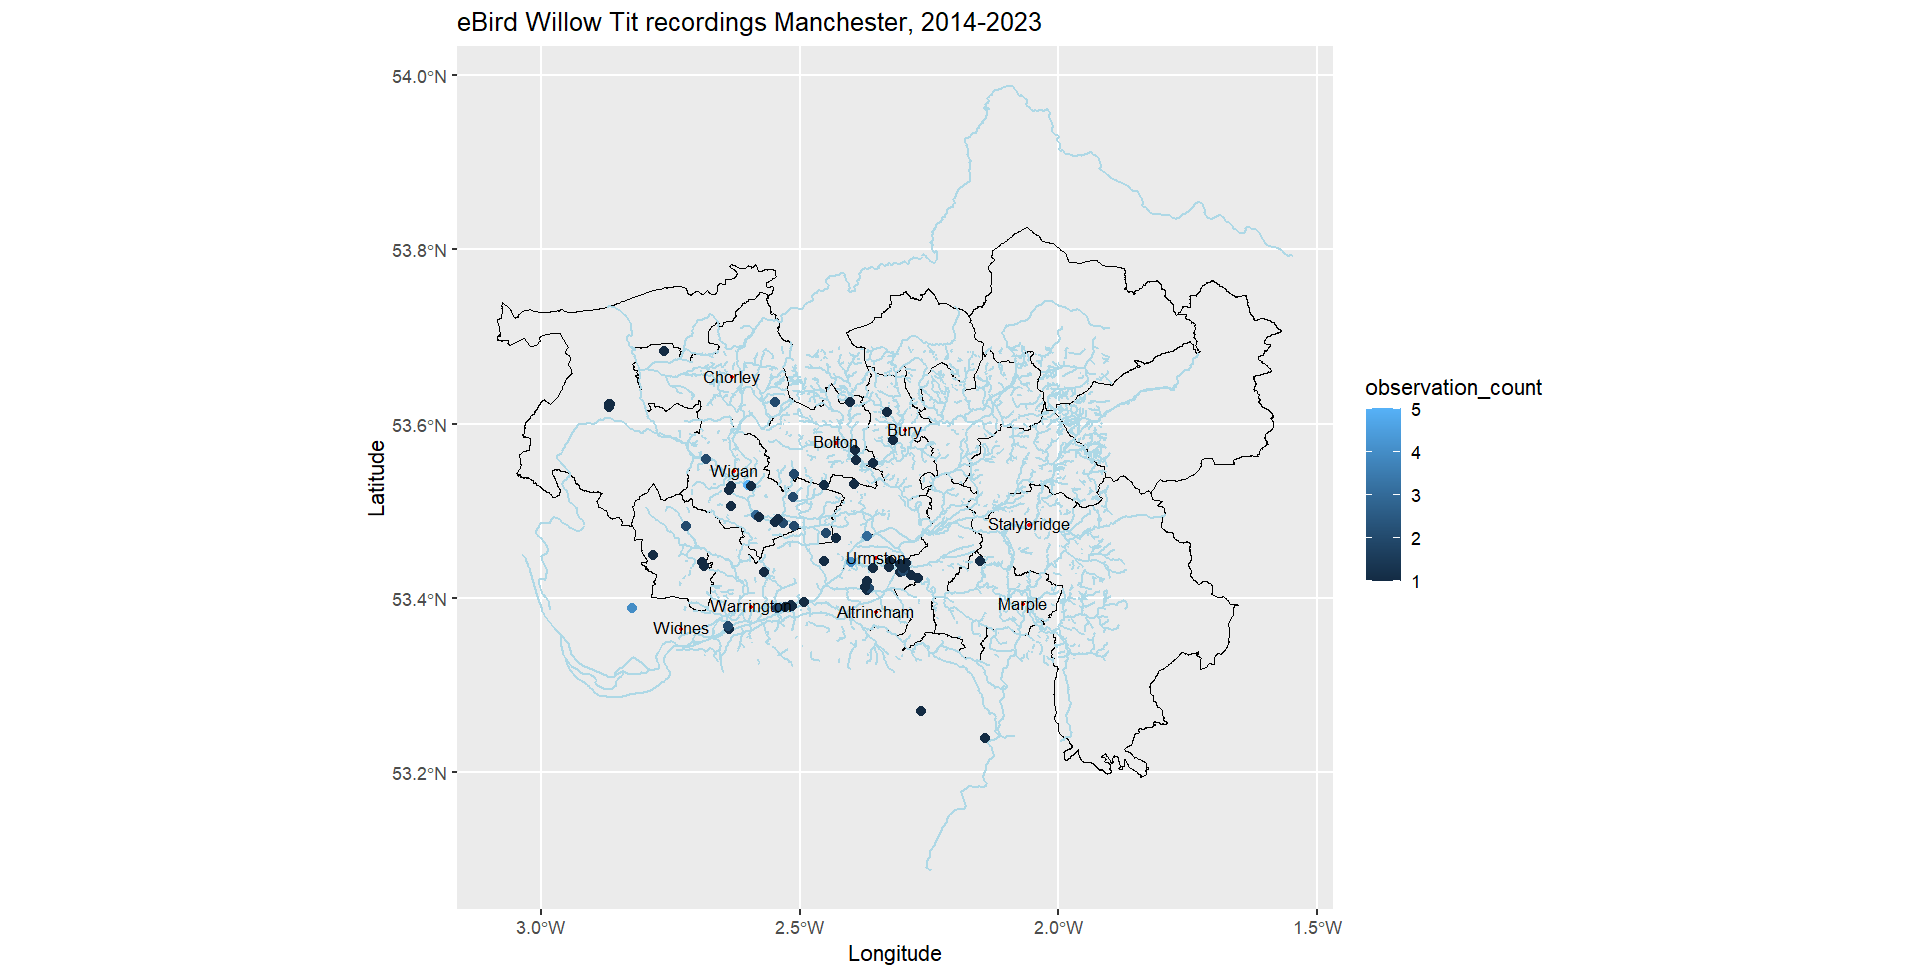 eBird Willow Tit recordings Manchester, 2014-2023
54.0°N
53.8°N
53.6°N
53.4°N
53.2°N
Latitude
Chorley
Bury
Bolton
Wigan
Stalybridge
Urmston
Warrington
Marple
Altrincham
Widnes
3.0°W
2.5°W
2.0°W
1.5°W
Longitude
observation_count
5
4
3
2
1